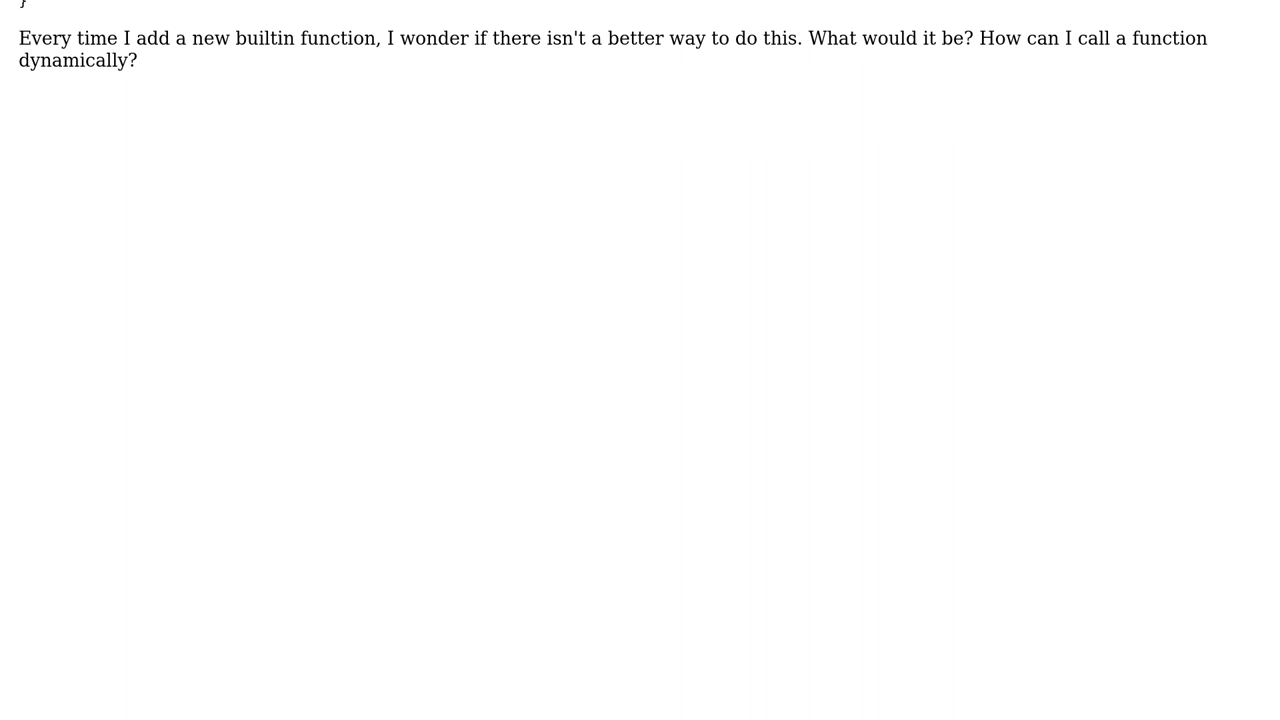 }
Every time I add a new builtin function, I wonder if there isn't a better way to do this. What would it be? How can I call a function
dynamically?